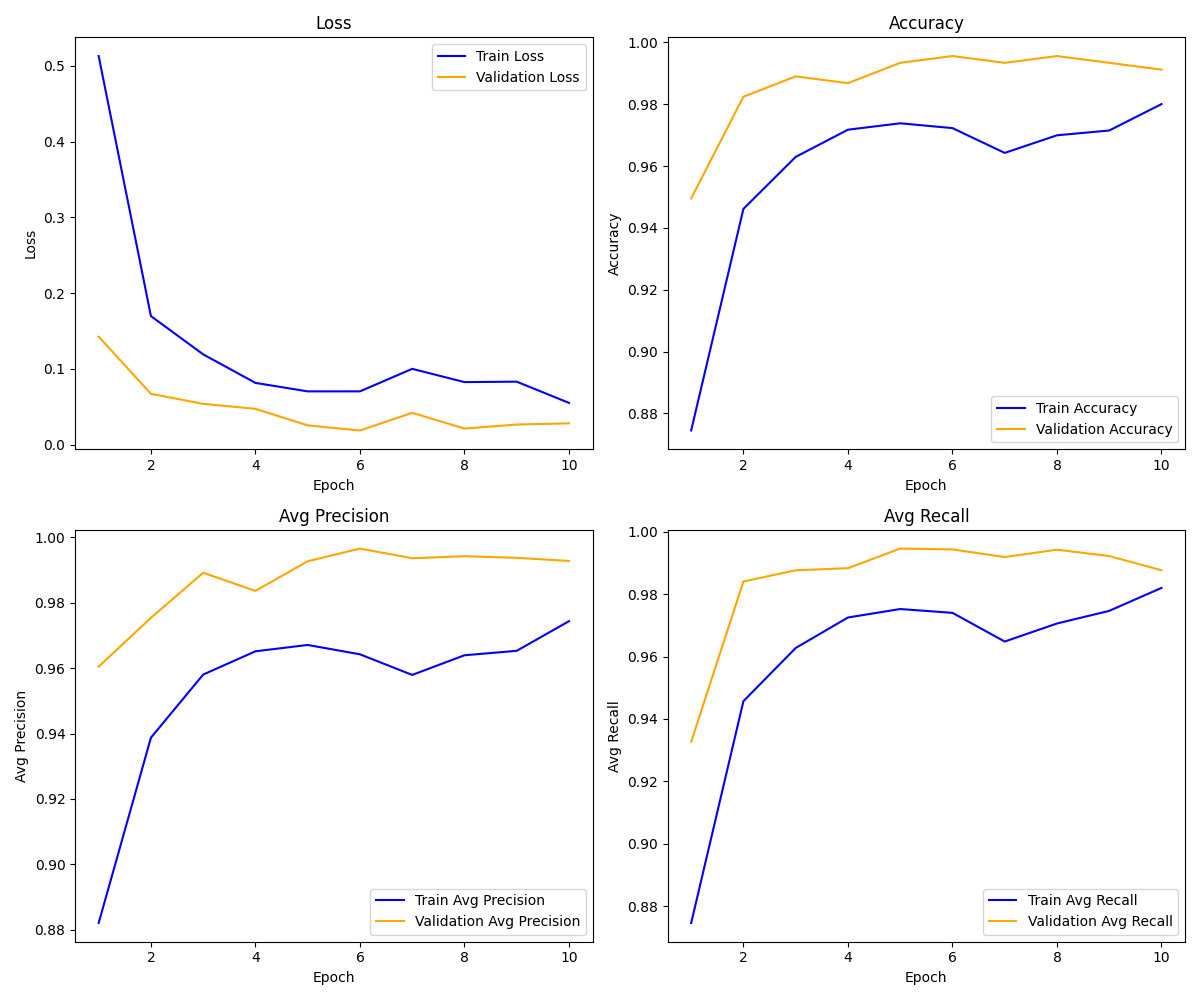 Loss
Train Loss
Validation Loss
0.5
0.4
0.3
0.2
0.1
0.0
Loss
2 4 6 8 10
Epoch
Accuracy
1.00
0.98
0.96
0.94
0.92
0.90
0.88
Accuracy
Train Accuracy
Validation Accuracy
2 4 6 8 10
Epoch
Avg Precision
1.00
0.98
0.96
0.94
0.92
0.90
0.88
Avg Precision
Train Avg Precision
Validation Avg Precision
2 4 6 8 10
Epoch
Avg Recall
1.00
0.98
0.96
0.94
0.92
0.90
0.88
Avg Recall
Train Avg Recall
Validation Avg Recall
2 4 6 8 10
Epoch